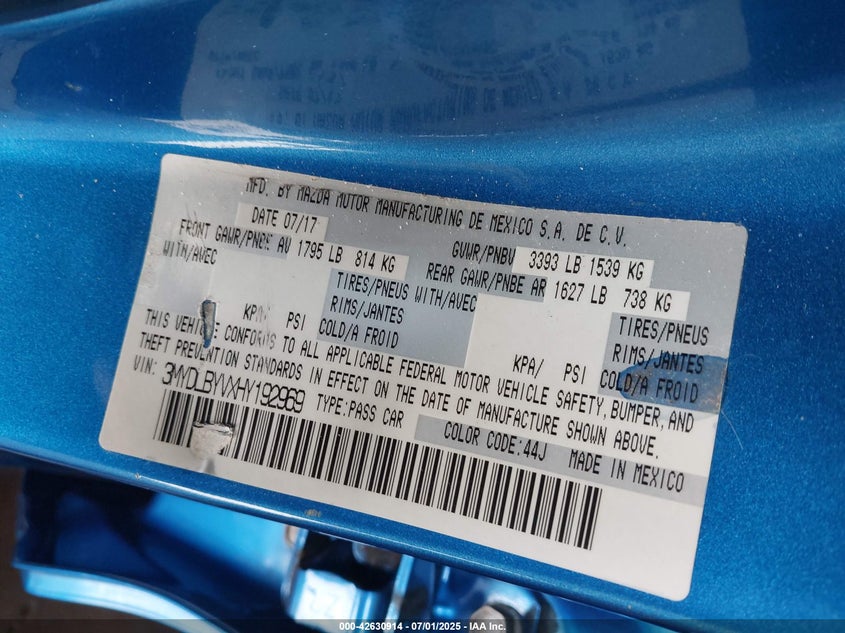 MFD. BY MAZDA MOTOR MANUFACTURING DE MEXICO S.A. DE C.V.
DATE 07/17 GVWR/PNBV 3393 LB 1539 KG
FRONT GAWR/PNBE AV 1795 LB 814 KG REAR GAWR/PNBE AR 1627 LB 738 KG
WITH/AVEC TIRES/PNEUS WITH/AVEC TIRES/PNEUS
RIMS/JANTES RIMS/JANTES
KPA/ PSI COLD/A FROID KPA/ PSI COLD/A FROID
THIS VEHICLE CONFORMS TO ALL APPLICABLE FEDERAL MOTOR VEHICLE SAFETY, BUMPER, AND
THEFT PREVENTION STANDARDS IN EFFECT ON THE DATE OF MANUFACTURE SHOWN ABOVE.
VIN: 3MYDLBYVXHY192969 TYPE:PASS CAR
COLOR CODE:44J MADE IN MEXICO
000-42630914 - 07/01/2025 - IAA Inc.